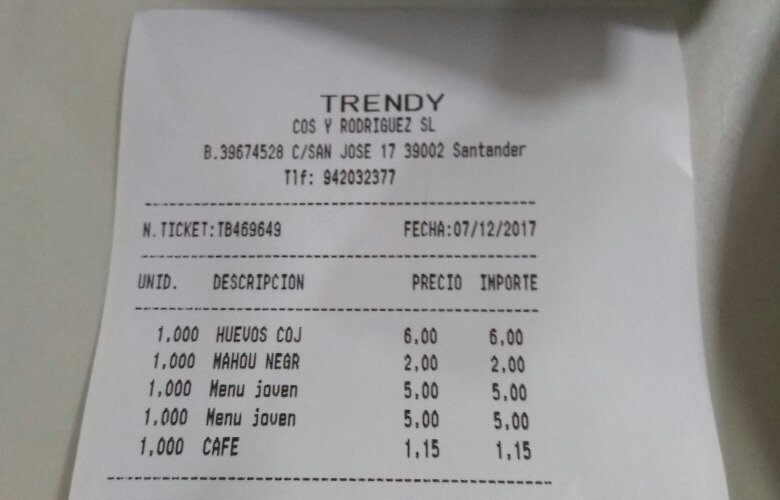 TRENDY
COS Y RODRIGUEZ SL
B.39674528 C/SAN JOSE 17 39002 Santander
Tlf: 942032377
N.TICKET:TB469649 FECHA:07/12/2017
UNID. DESCRIPCION PRECIO IMPORTE
1,000 HUEVOS COJ 6,00 6,00
1,000 MAHOU NEGR 2,00 2,00
1,000 Menu joven 5,00 5,00
1,000 Menu joven 5,00 5,00
1,000 CAFE 1,15 1,15